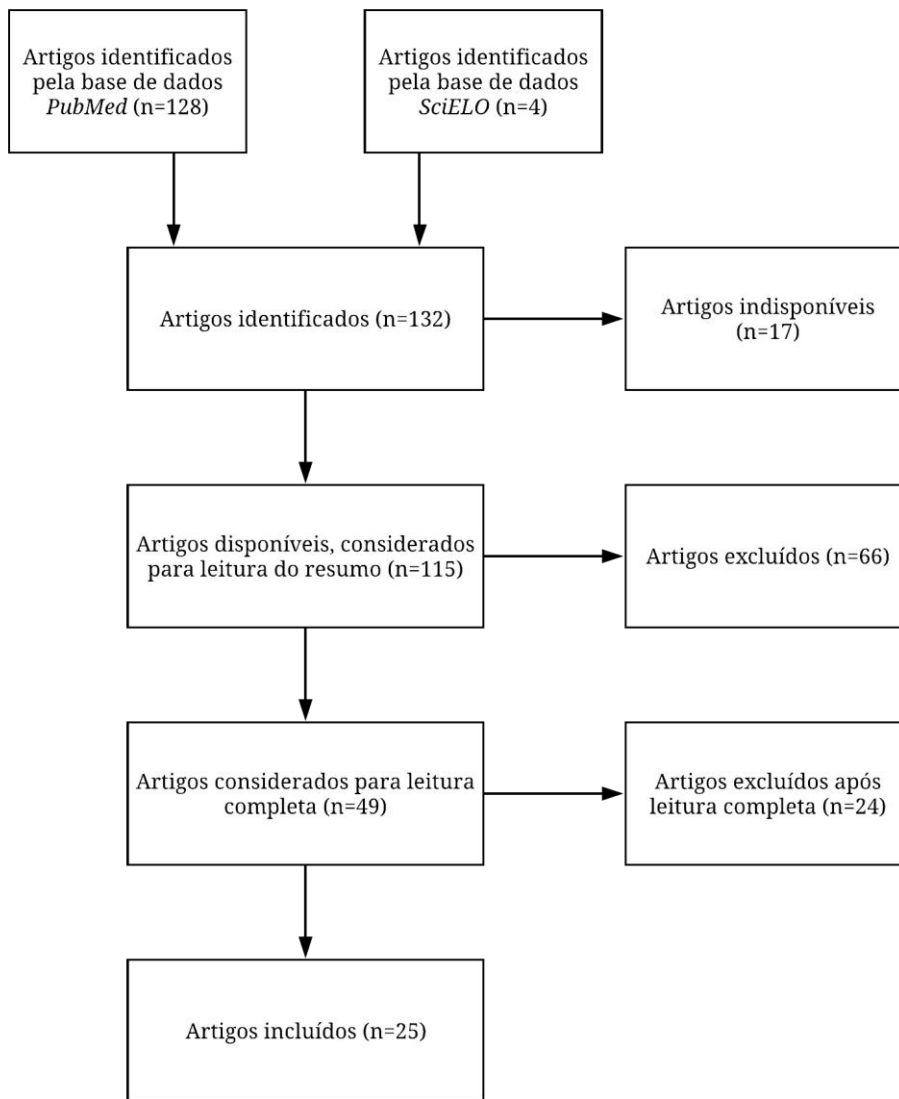 Artigos identificados
pela base de dados
PubMed (n=128)
Artigos identificados
pela base de dados
SciELO (n=4)
Artigos identificados (n=132)
Artigos indisponíveis
(n=17)
Artigos disponíveis, considerados
para leitura do resumo (n=115)
Artigos excluídos (n=66)
Artigos considerados para leitura
completa (n=49)
Artigos excluídos após
leitura completa (n=24)
Artigos incluídos (n=25)